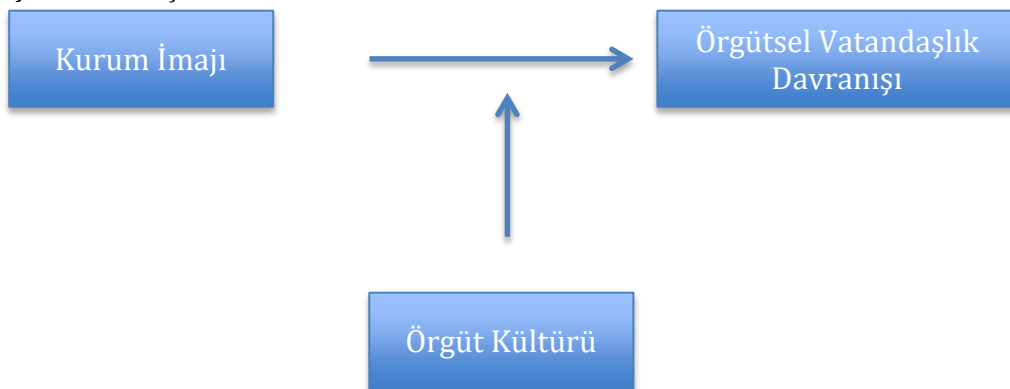 Kurum İmajı
Örgütsel Vatandaşlık
Davranışı
Örgüt Kültürü